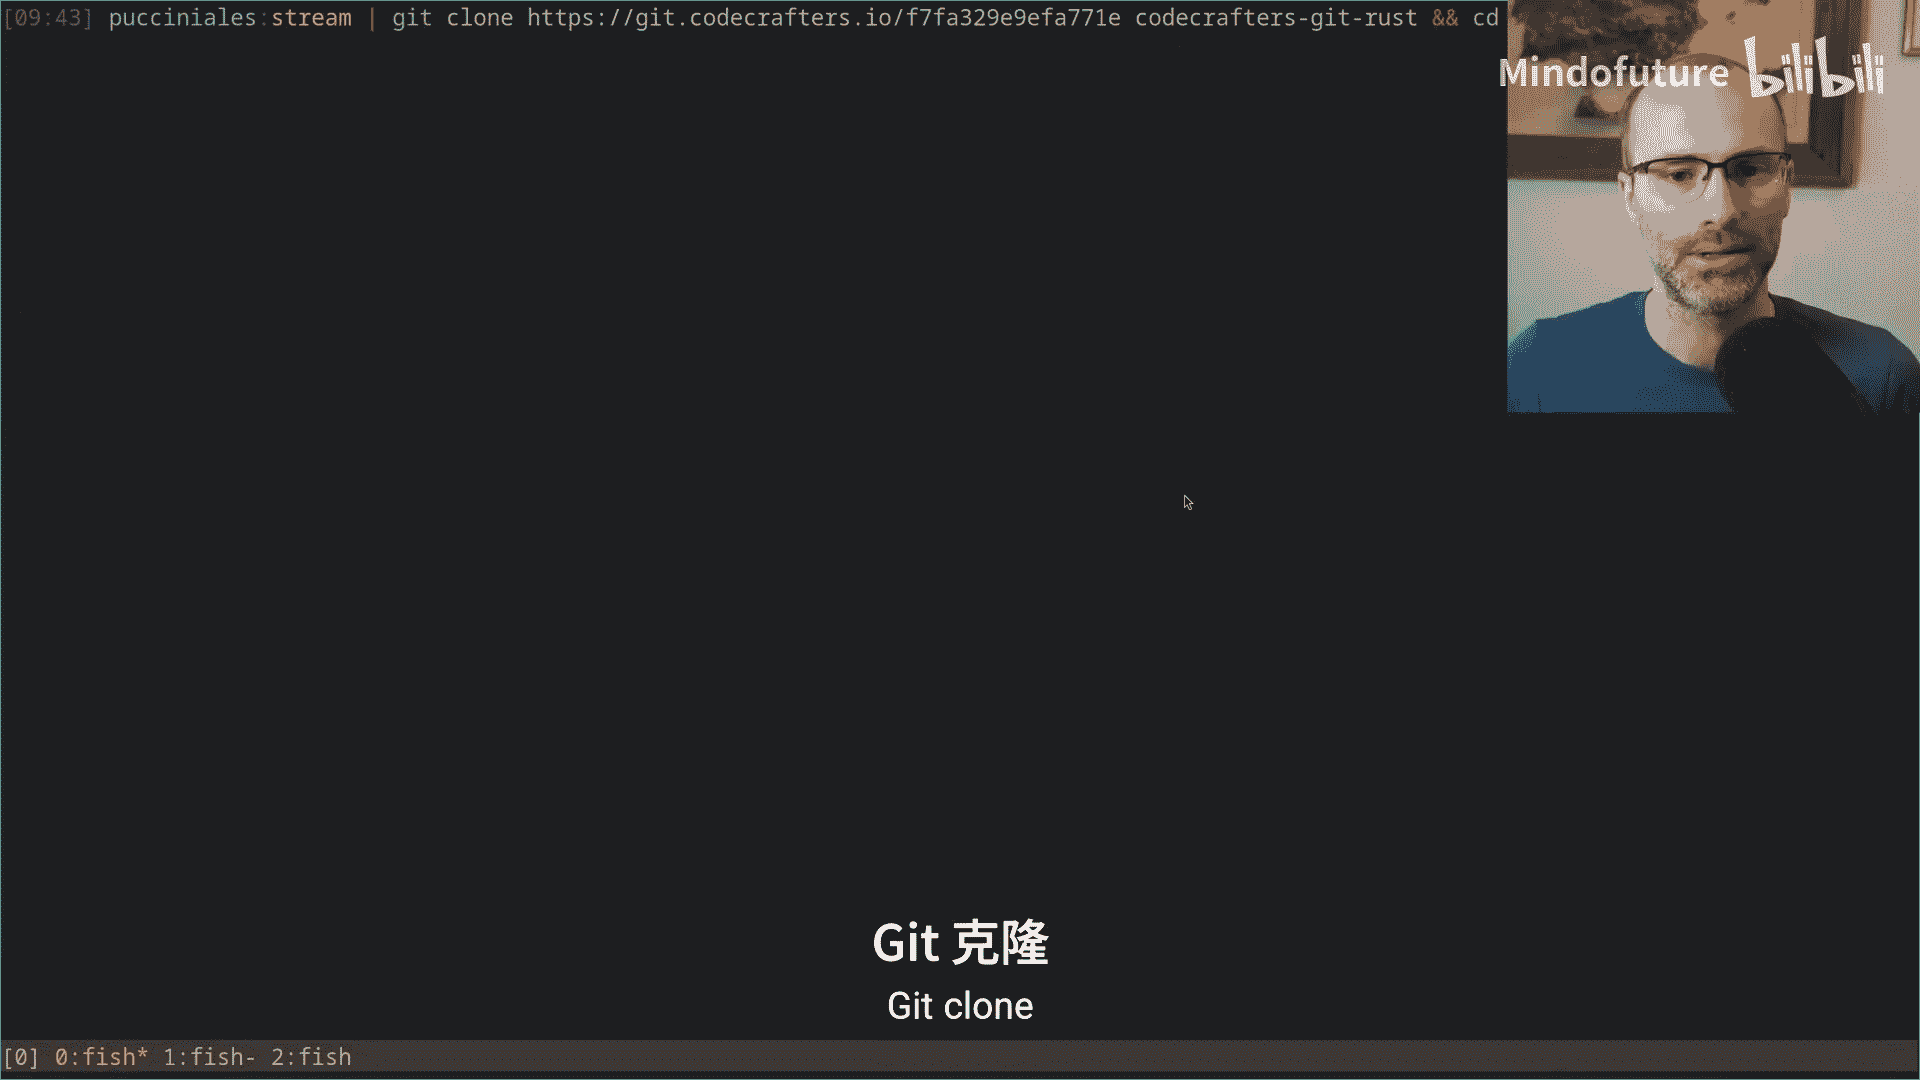 [09:43] pucciniales:stream | git clone https://git.codecrafters.io/f7fa329e9efa771e codecrafters-git-rust && cd
Mindofuture bilibili
Git 克隆
Git clone
[0] 0:fish* 1:fish- 2:fish